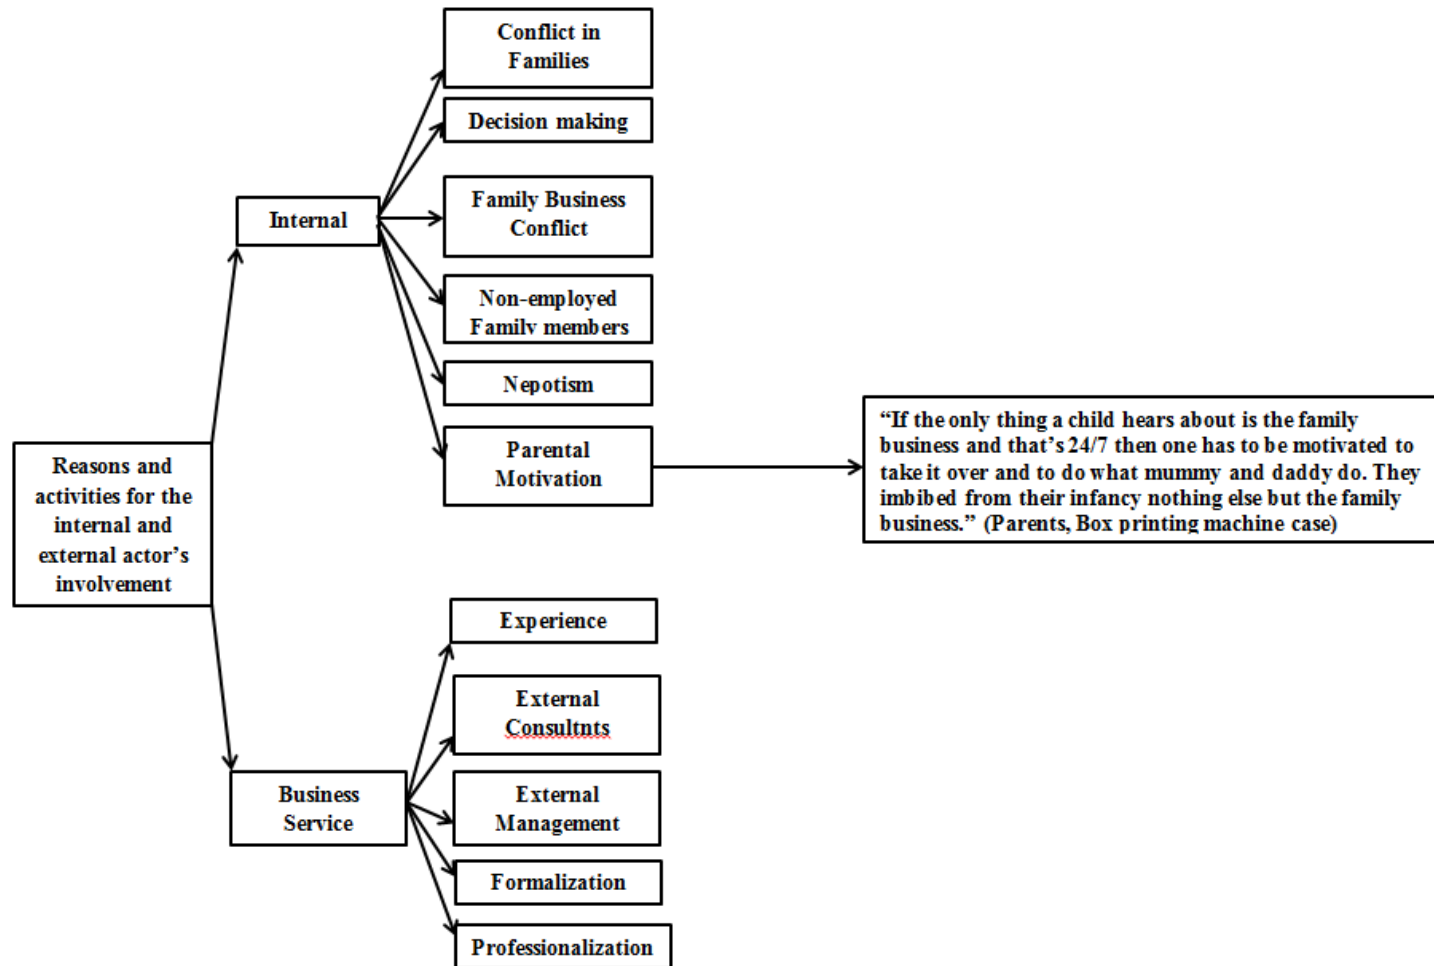 Conflict in
Families
Decision making
Internal
Family Business
Conflict
Non-employed
Family members
Nepotism
Parental
Motivation
“If the only thing a child hears about is the family
business and that’s 24/7 then one has to be motivated to
take it over and to do what mummy and daddy do. They
imbibed from their infancy nothing else but the family
business.” (Parents, Box printing machine case)
Reasons and
activities for the
internal and
external actor’s
involvement
Experience
External
Consultnts
Business
Service
External
Management
Formalization
Professionalization